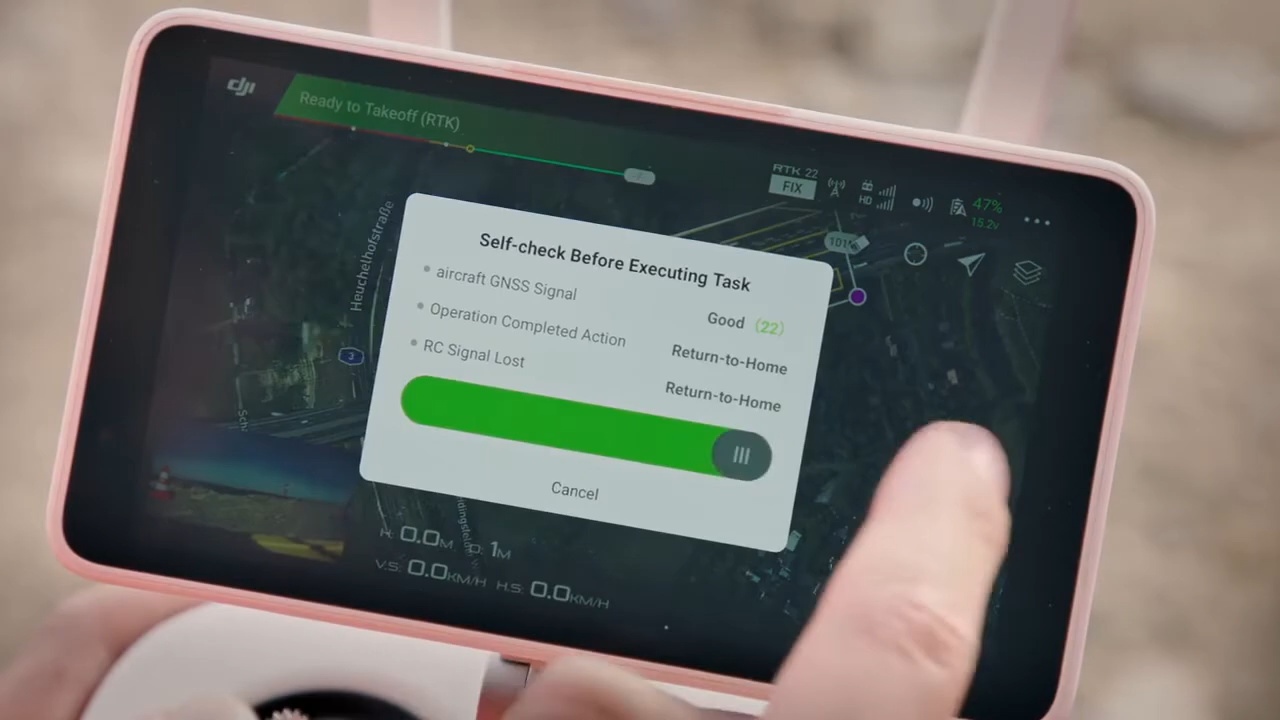 dji
Ready to Takeoff (RTK)
RTK 22
FIX
HD
47%
15.2v
Heuchelhofstraße
101
3
Self-check Before Executing Task
aircraft GNSS Signal
Good (22)
Operation Completed Action
Return-to-Home
RC Signal Lost
Return-to-Home
Cancel
H: 0.0M D: 1M
V.S: 0.0KM/H H.S: 0.0KM/H